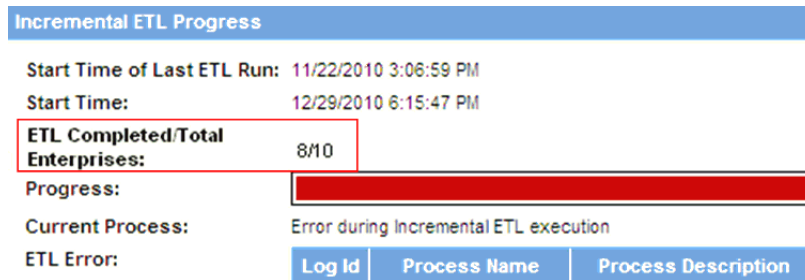 Incremental ETL Progress
Start Time of Last ETL Run: 11/22/2010 3:06:59 PM
Start Time: 12/29/2010 6:15:47 PM
ETL Completed/Total
Enterprises: 8/10
Progress:
Current Process: Error during Incremental ETL execution
ETL Error: Log Id Process Name Process Description